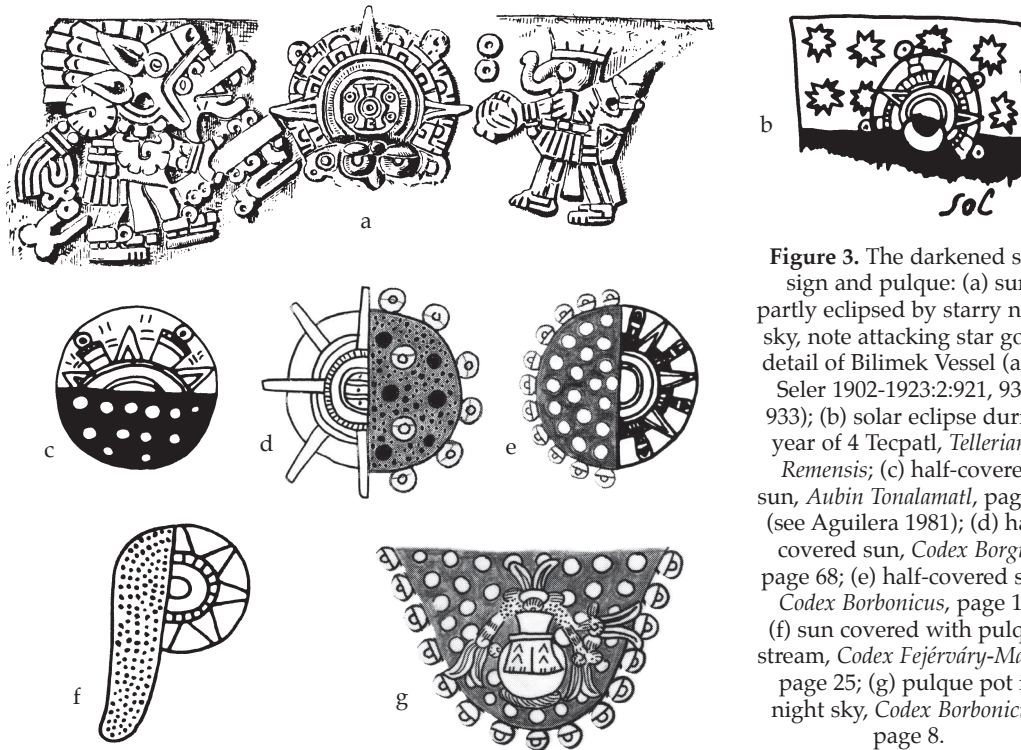 a
b
SOL
c
d
e
f
g
Figure 3. The darkened s
sign and pulque: (a) sun
partly eclipsed by starry n
sky, note attacking star go
detail of Bilimek Vessel (a
Seler 1902-1923:2:921, 93
933); (b) solar eclipse duri
year of 4 Tecpatl, Tellerian
Remensis; (c) half-covere
sun, Aubin Tonalamatl, pag
(see Aguilera 1981); (d) ha
covered sun, Codex Borgi
page 68; (e) half-covered s
Codex Borbonicus, page 1
(f) sun covered with pulqu
stream, Codex Fejérváry-Ma
page 25; (g) pulque pot i
night sky, Codex Borbonicu
page 8.